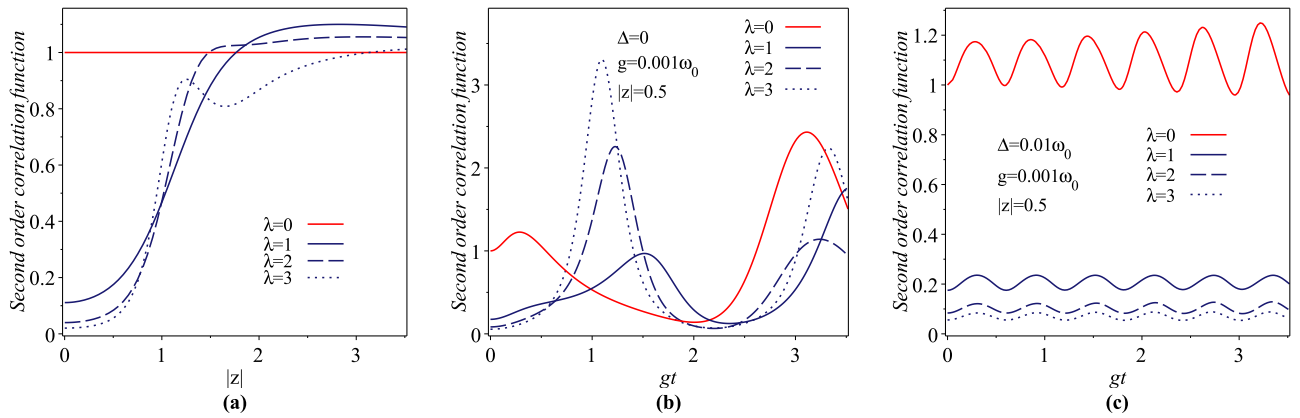 Second order correlation function
1
0.8
0.6
0.4
0.2
0
0
1
2
3
|z|
λ=0
λ=1
λ=2
λ=3
(a)
Second order correlation function
3
2
1
0
0
1
2
3
gt
Δ=0
g=0.001ω₀
|z|=0.5
λ=0
λ=1
λ=2
λ=3
(b)
Second order correlation function
1.2
1.0
0.8
0.6
0.4
0.2
0
0
1
2
3
gt
Δ=0.01ω₀
g=0.001ω₀
|z|=0.5
λ=0
λ=1
λ=2
λ=3
(c)